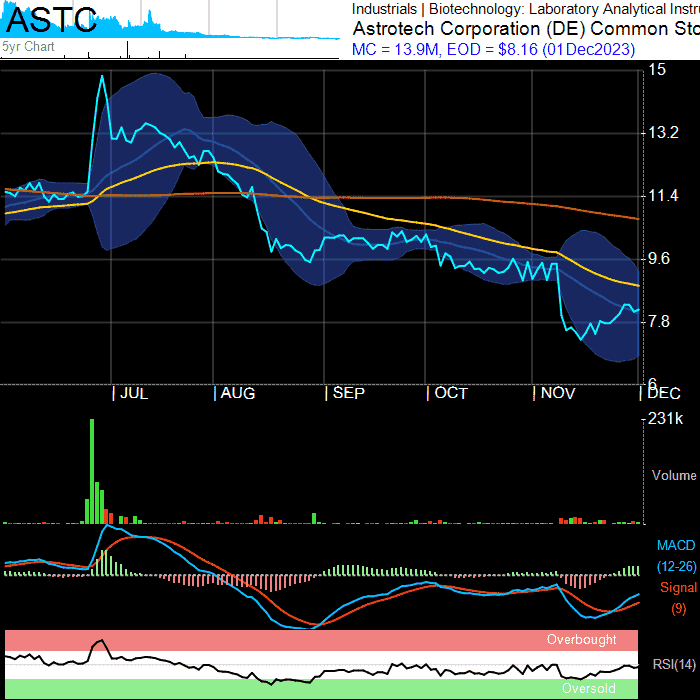 ASTC
5yr Chart
Industrials | Biotechnology: Laboratory Analytical Instru
Astrotech Corporation (DE) Common Sto
MC = 13.9M, EOD = $8.16 (01Dec2023)
15
13.2
11.4
9.6
7.8
6
JUL AUG SEP OCT NOV DEC
231k
Volume
MACD
(12-26)
Signal
(9)
Overbought
RSI(14)
Oversold